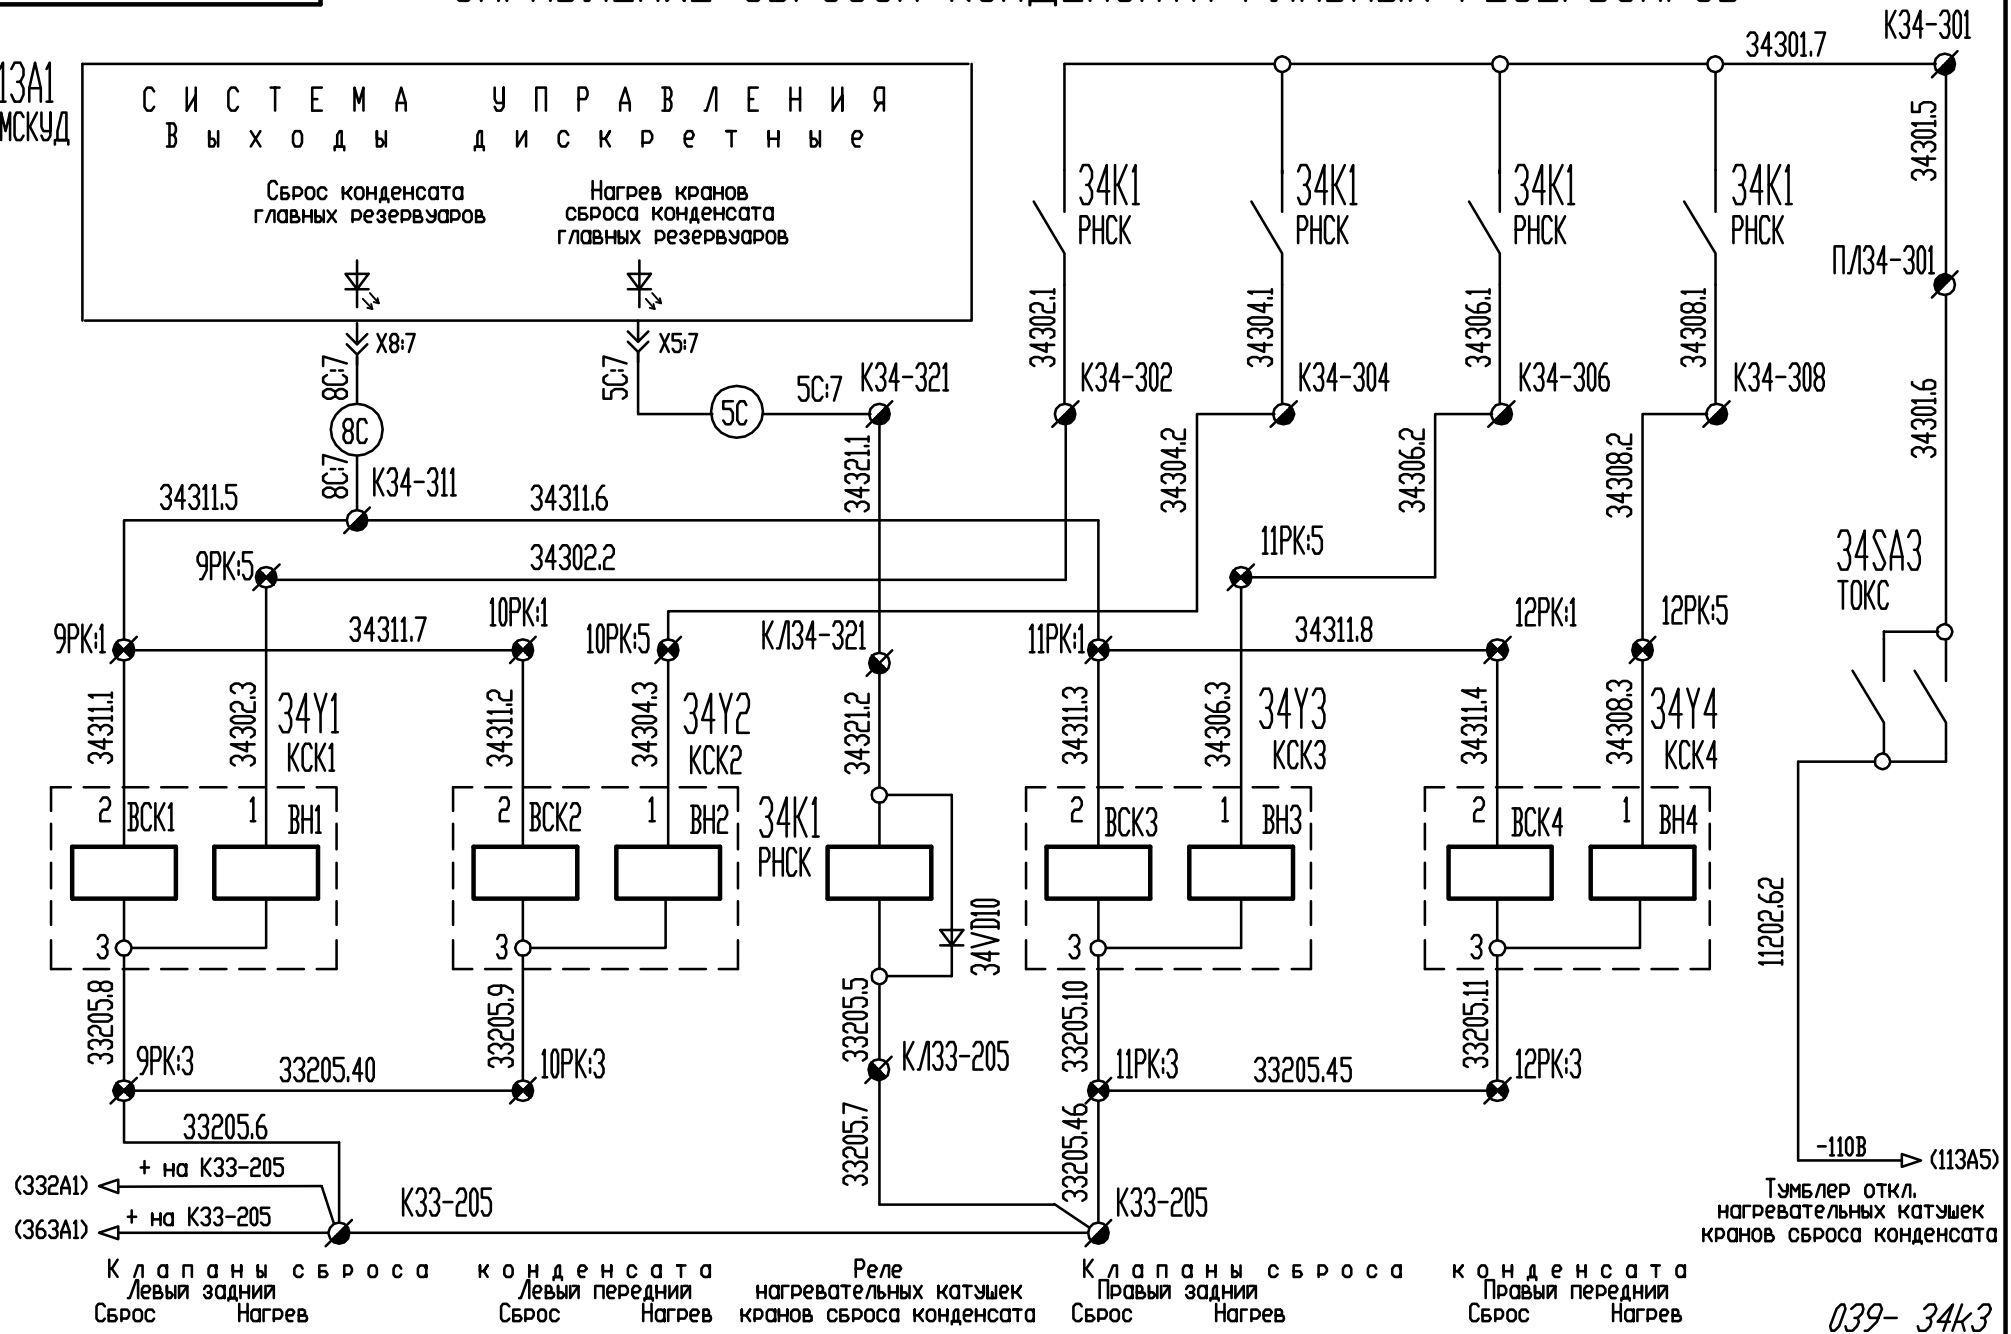 К34-301
34301.7
13А1
МСКУД
СИСТЕМА УПРАВЛЕНИЯ
Выходы дискретные
Сброс конденсата
главных резервуаров
Нагрев кранов
сброса конденсата
главных резервуаров
34К1
РНСК
34К1
РНСК
34К1
РНСК
34К1
РНСК
34301.5
ПЛ34-301
34302.1
34304.1
34306.1
34308.1
Х8:7
Х5:7
8С:7
5С:7
5С:7
К34-321
К34-302
К34-304
К34-306
К34-308
8С
5С
34301.6
8С:7
К34-311
34321.1
34304.2
34306.2
34308.2
34311.5
34311.6
9РК:5
34302.2
11РК:5
34SA3
ТОКС
9РК:1
34311.7
10РК:1
10РК:5
КЛ34-321
11РК:1
34311.8
12РК:1
12РК:5
34311.1
34302.3
34Y1
КСК1
34311.2
34304.3
34Y2
КСК2
34321.2
34311.3
34306.3
34Y3
КСК3
34311.4
34308.3
34Y4
КСК4
2 ВСК1 1 ВН1
2 ВСК2 1 ВН2
34К1
РНСК
2 ВСК3 1 ВН3
2 ВСК4 1 ВН4
11202.62
34VD10
3
3
3
3
33205.8
33205.9
33205.5
33205.10
33205.11
9РК:3
33205.40
10РК:3
КЛ33-205
11РК:3
33205.45
12РК:3
33205.6
33205.7
33205.46
-110В
(113А5)
(332А1)
+ на К33-205
(363А1)
+ на К33-205
К33-205
К33-205
Тумблер откл.
нагревательных катушек
кранов сброса конденсата
Клапаны сброса конденсата
Левый задний
Левый передний
Сброс Нагрев
Сброс Нагрев
Реле
нагревательных катушек
кранов сброса конденсата
Клапаны сброса конденсата
Правый задний
Правый передний
Сброс Нагрев
Сброс Нагрев
039- 34к3